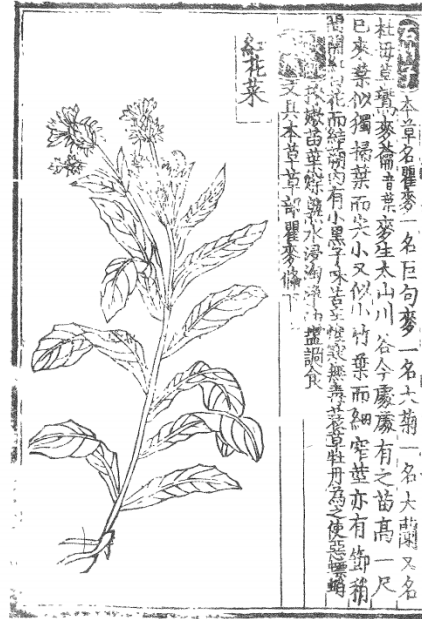 本草名瞿麥一名巨句麥一名大菊一名大蘭又名
杜母草鷰麥蘥音葉麥生太山川谷今處處有之苗高一尺
已來葉似獨掃葉而尖小又似小竹葉而細窄莖亦有節稍
間開紅白花而結蒴內有小黑子味苦辛性寒無毒蘘草牡丹為之使惡螵蛸
採嫩苗葉煠熟水浸淘淨油鹽調食
文具本草草部瞿麥條下
紅花菜